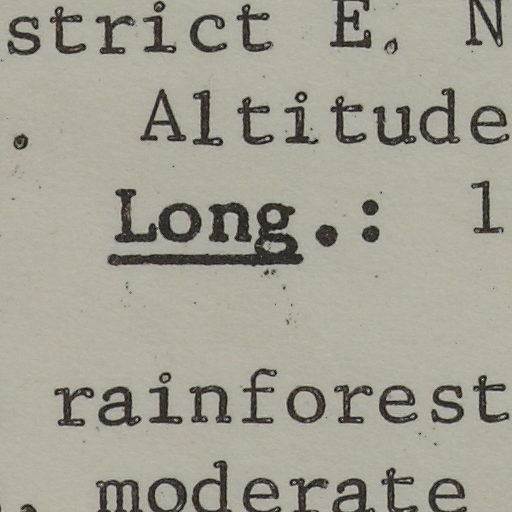 strict E. N
. Altitude
Long.: 1
rainforest
, moderate